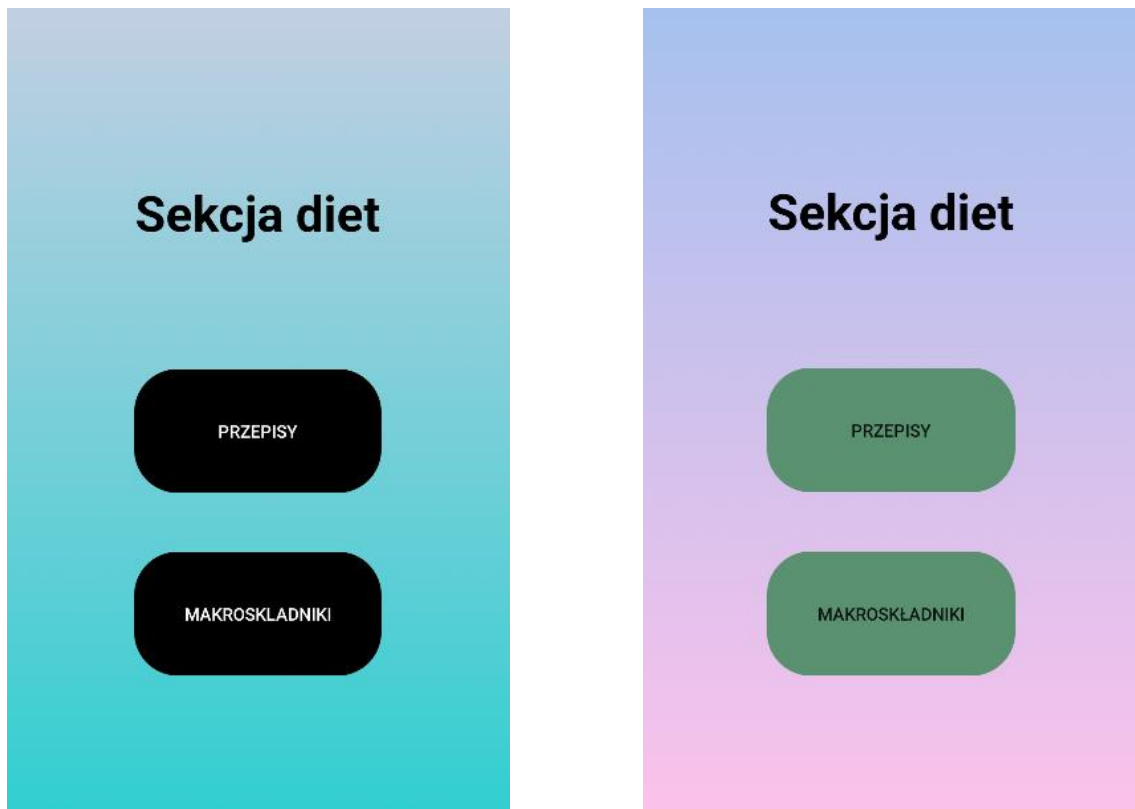 Sekcja diet
PRZEPISY
MAKROSKLADNIKI
Sekcja diet
PRZEPISY
MAKROSKŁADNIKI